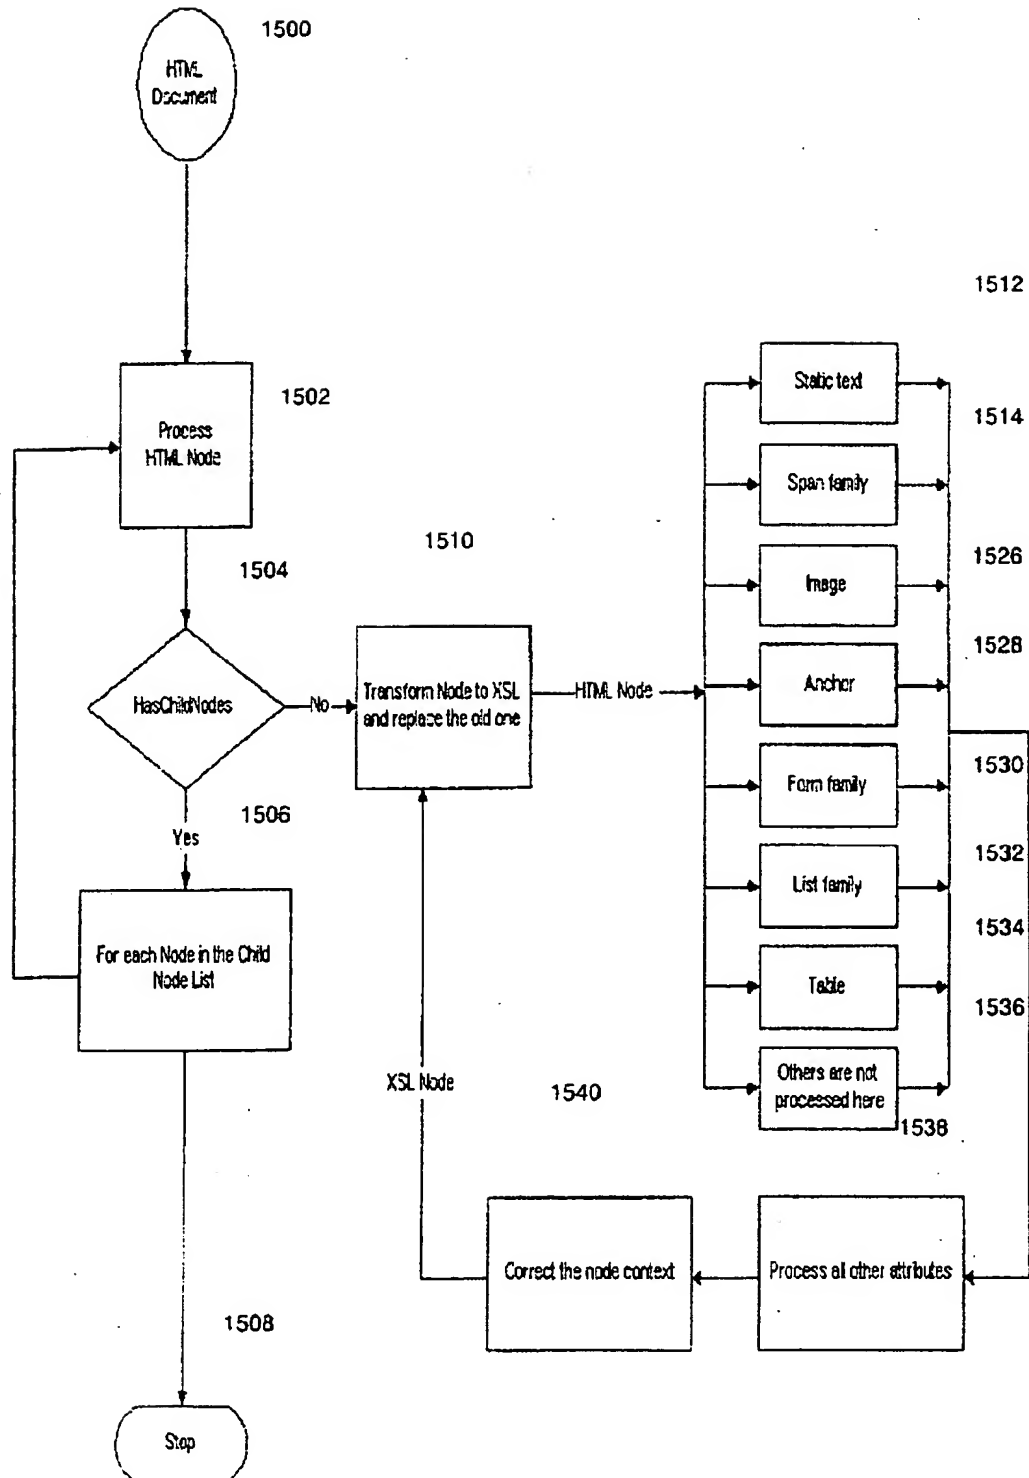 1500
HTML
Document
1512
Static text
1502
1514
Process
HTML Node
Span family
1510
1504
1526
Image
1528
HasChildNodes
No
Transform Node to XSL
and replace the old one
HTML Node
Anchor
1530
Form family
1506
Yes
1532
List family
1534
For each Node in the Child
Node List
Table
1536
XSL Node
1540
Others are not
processed here
1538
Correct the node context
Process all other attributes
1508
Stop